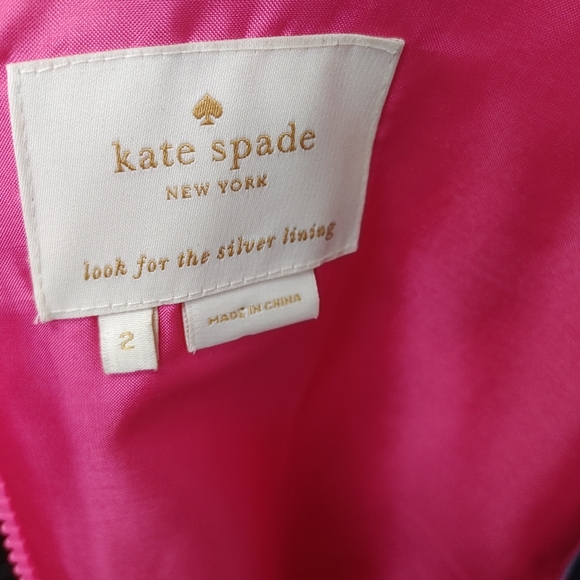 kate spade
NEW YORK
look for the silver lining
2
MADE IN CHINA